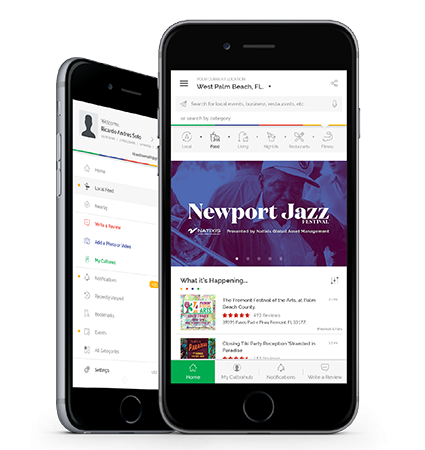 Welcome,
Ricardo Andres Soto
Home
Local Feed
Nearby
Write a Review
Add a Photo or Video
My Cultures
Notifications
Recently Viewed
Bookmarks
Events
All Categories
Settings
YOUR CURRENT LOCATION
West Palm Beach, FL.
Search for local events, business, restaurants, etc
or search by category
Local
Food
Living
Nightlife
Restaurants
Fitness
Newport Jazz
FESTIVAL
NATIXIS
Presented by Natixis Global Asset Management
What it's Happening...
The Fremont Festival of the Arts, at Palm
Beach County.
490 Reviews
Closing Tiki Party Reception "Stranded in
Paradise
Home
My Cultohub
Notifications
Write a Review